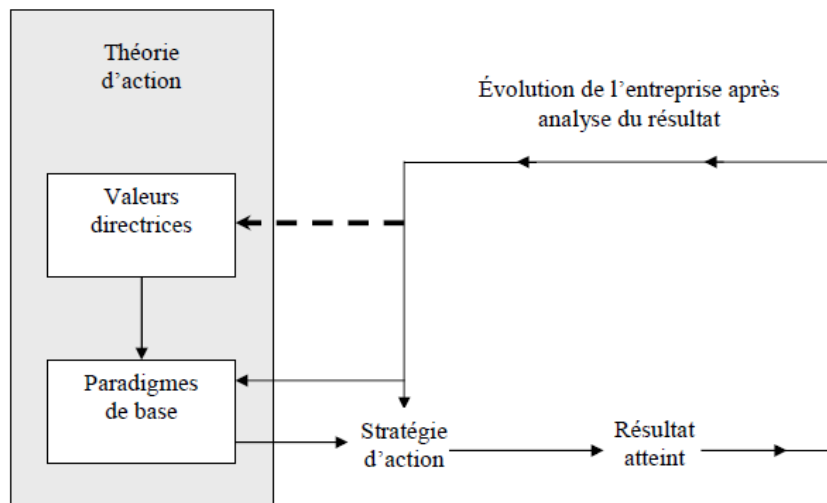 Théorie
d’action
Évolution de l’entreprise après
analyse du résultat
Valeurs
directrices
Paradigmes
de base
Stratégie
d’action
Résultat
atteint